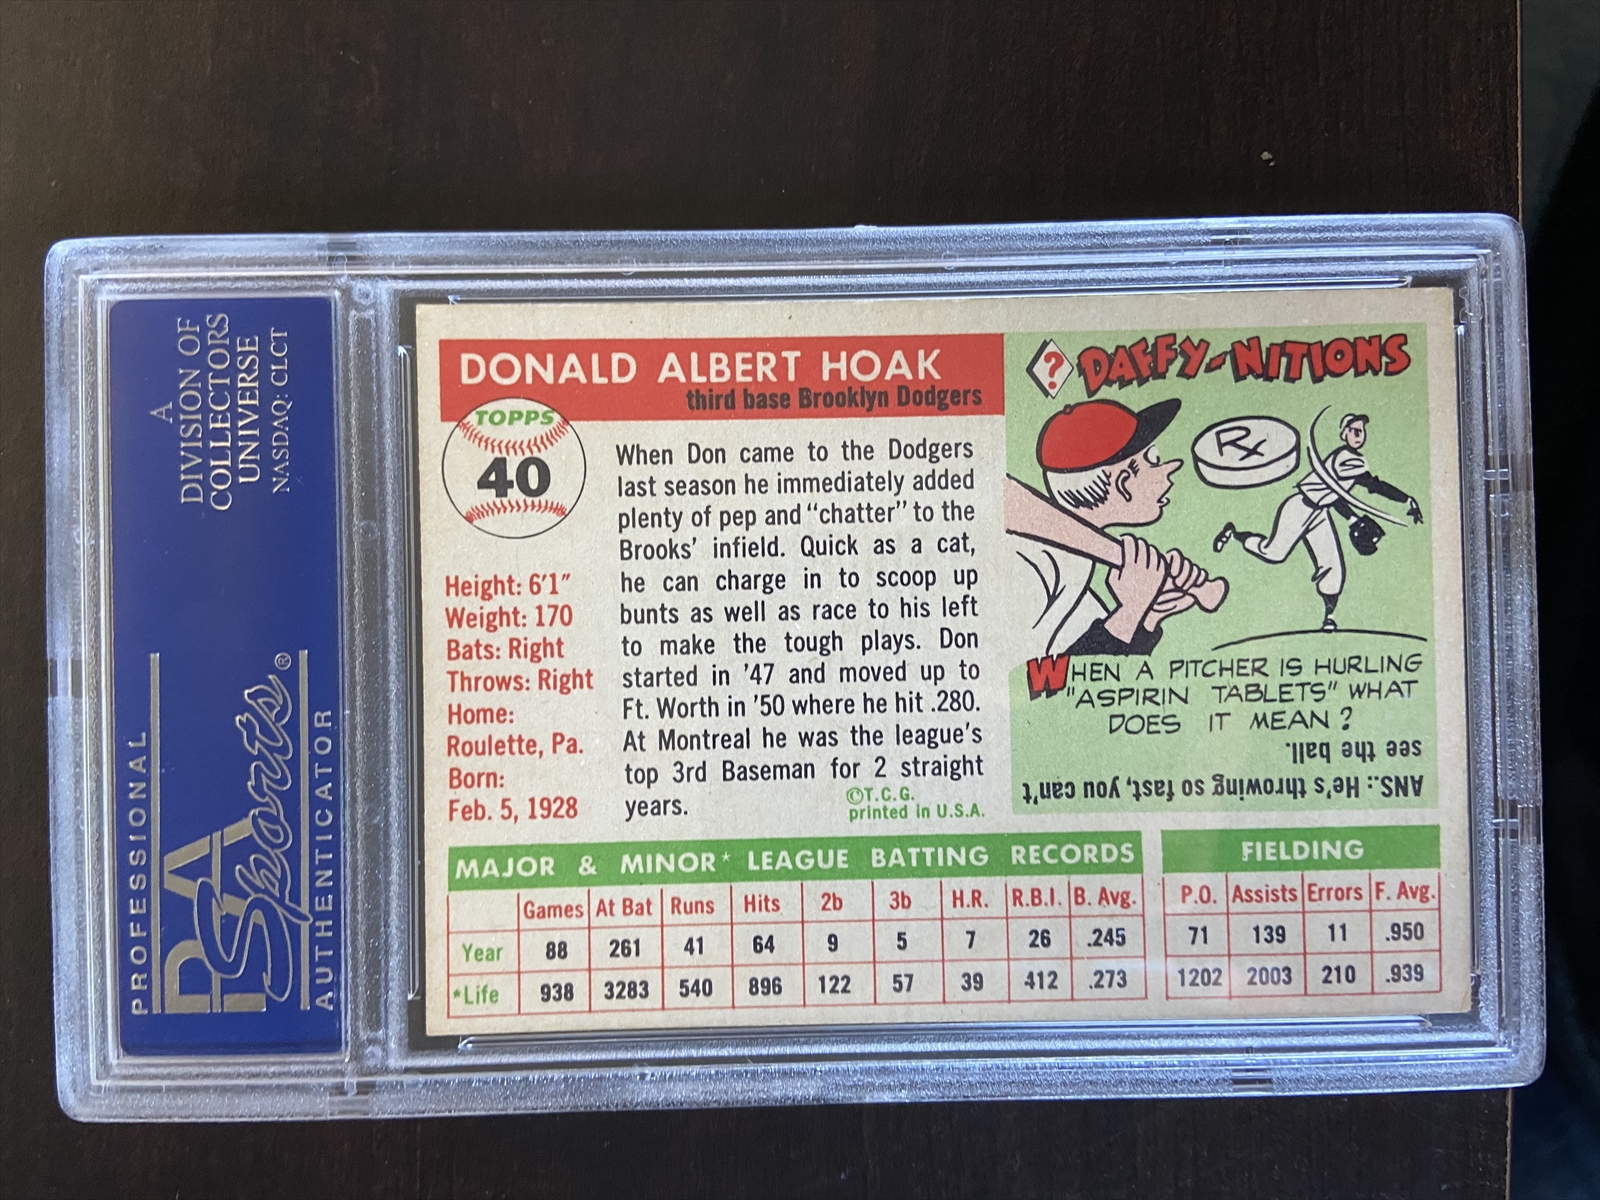 A
DIVISION OF
COLLECTORS
UNIVERSE
NASDAQ: CLCT
PROFESSIONAL
PSA
Sports®
AUTHENTICATOR
DONALD ALBERT HOAK
third base Brooklyn Dodgers
TOPPS
40
Height: 6'1"
Weight: 170
Bats: Right
Throws: Right
Home:
Roulette, Pa.
Born:
Feb. 5, 1928
When Don came to the Dodgers
last season he immediately added
plenty of pep and "chatter" to the
Brooks' infield. Quick as a cat,
he can charge in to scoop up
bunts as well as race to his left
to make the tough plays. Don
started in '47 and moved up to
Ft. Worth in '50 where he hit .280.
At Montreal he was the league's
top 3rd Baseman for 2 straight
years.
©T.C.G.
printed in U.S.A.
? DAFFY-NITIONS
Rx
WHEN A PITCHER IS HURLING
"ASPIRIN TABLETS" WHAT
DOES IT MEAN?
ANS.: He's throwing so fast, you can't
see the ball.
MAJOR & MINOR* LEAGUE BATTING RECORDS
Games At Bat Runs Hits 2b 3b H.R. R.B.I. B. Avg.
Year 88 261 41 64 9 5 7 26 .245
*Life 938 3283 540 896 122 57 39 412 .273
FIELDING
P.O. Assists Errors F. Avg.
71 139 11 .950
1202 2003 210 .939